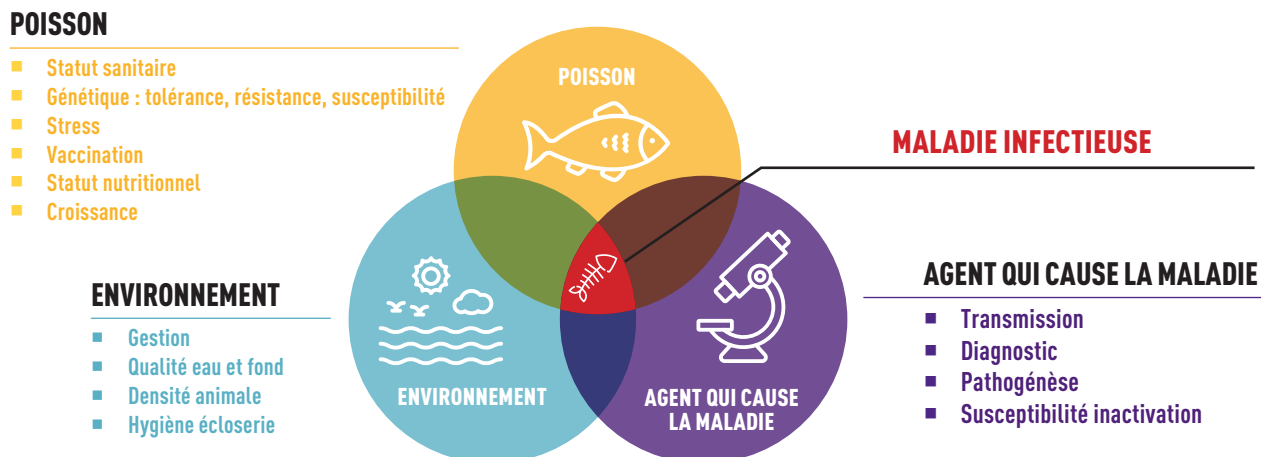 POISSON
Statut sanitaire
Génétique : tolérance, résistance, susceptibilité
Stress
Vaccination
Statut nutritionnel
Croissance
POISSON
MALADIE INFECTIEUSE
ENVIRONNEMENT
Gestion
Qualité eau et fond
Densité animale
Hygiène écloserie
ENVIRONNEMENT
AGENT QUI CAUSE
LA MALADIE
AGENT QUI CAUSE LA MALADIE
Transmission
Diagnostic
Pathogénèse
Susceptibilité inactivation